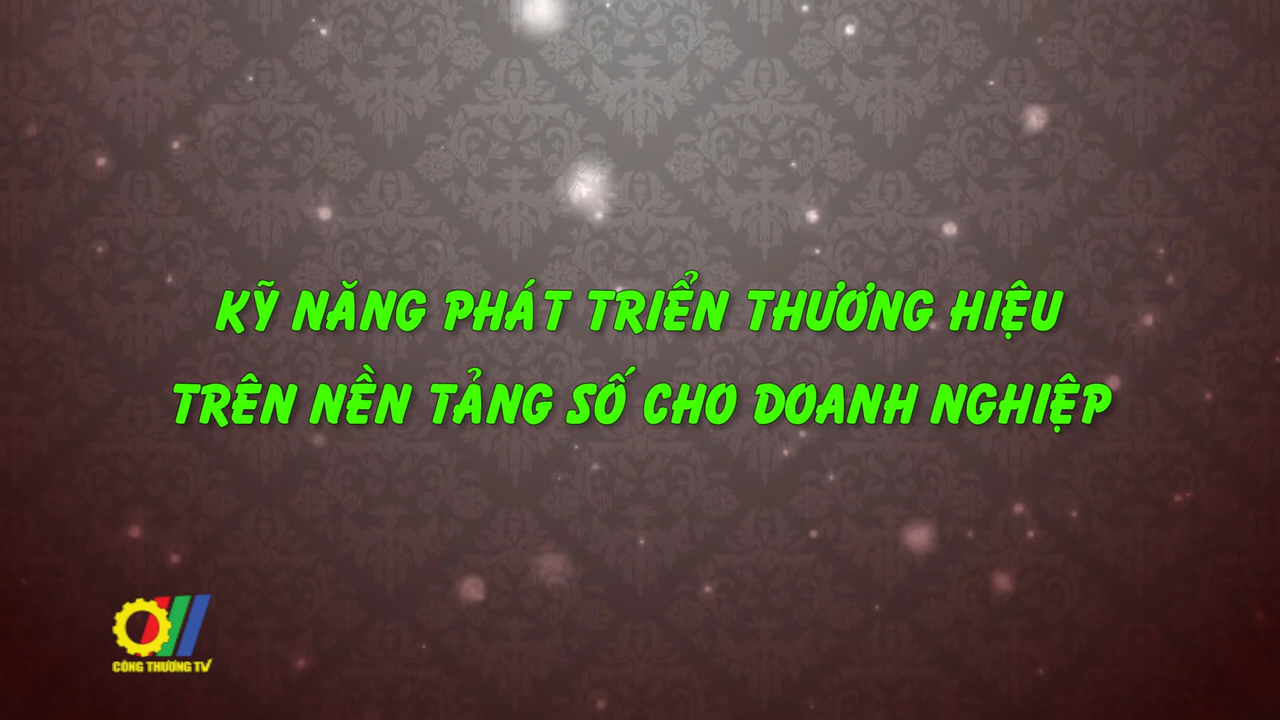 KỸ NĂNG PHÁT TRIỂN THƯƠNG HIỆU
TRÊN NỀN TẢNG SỐ CHO DOANH NGHIỆP
CÔNG THƯƠNG TV